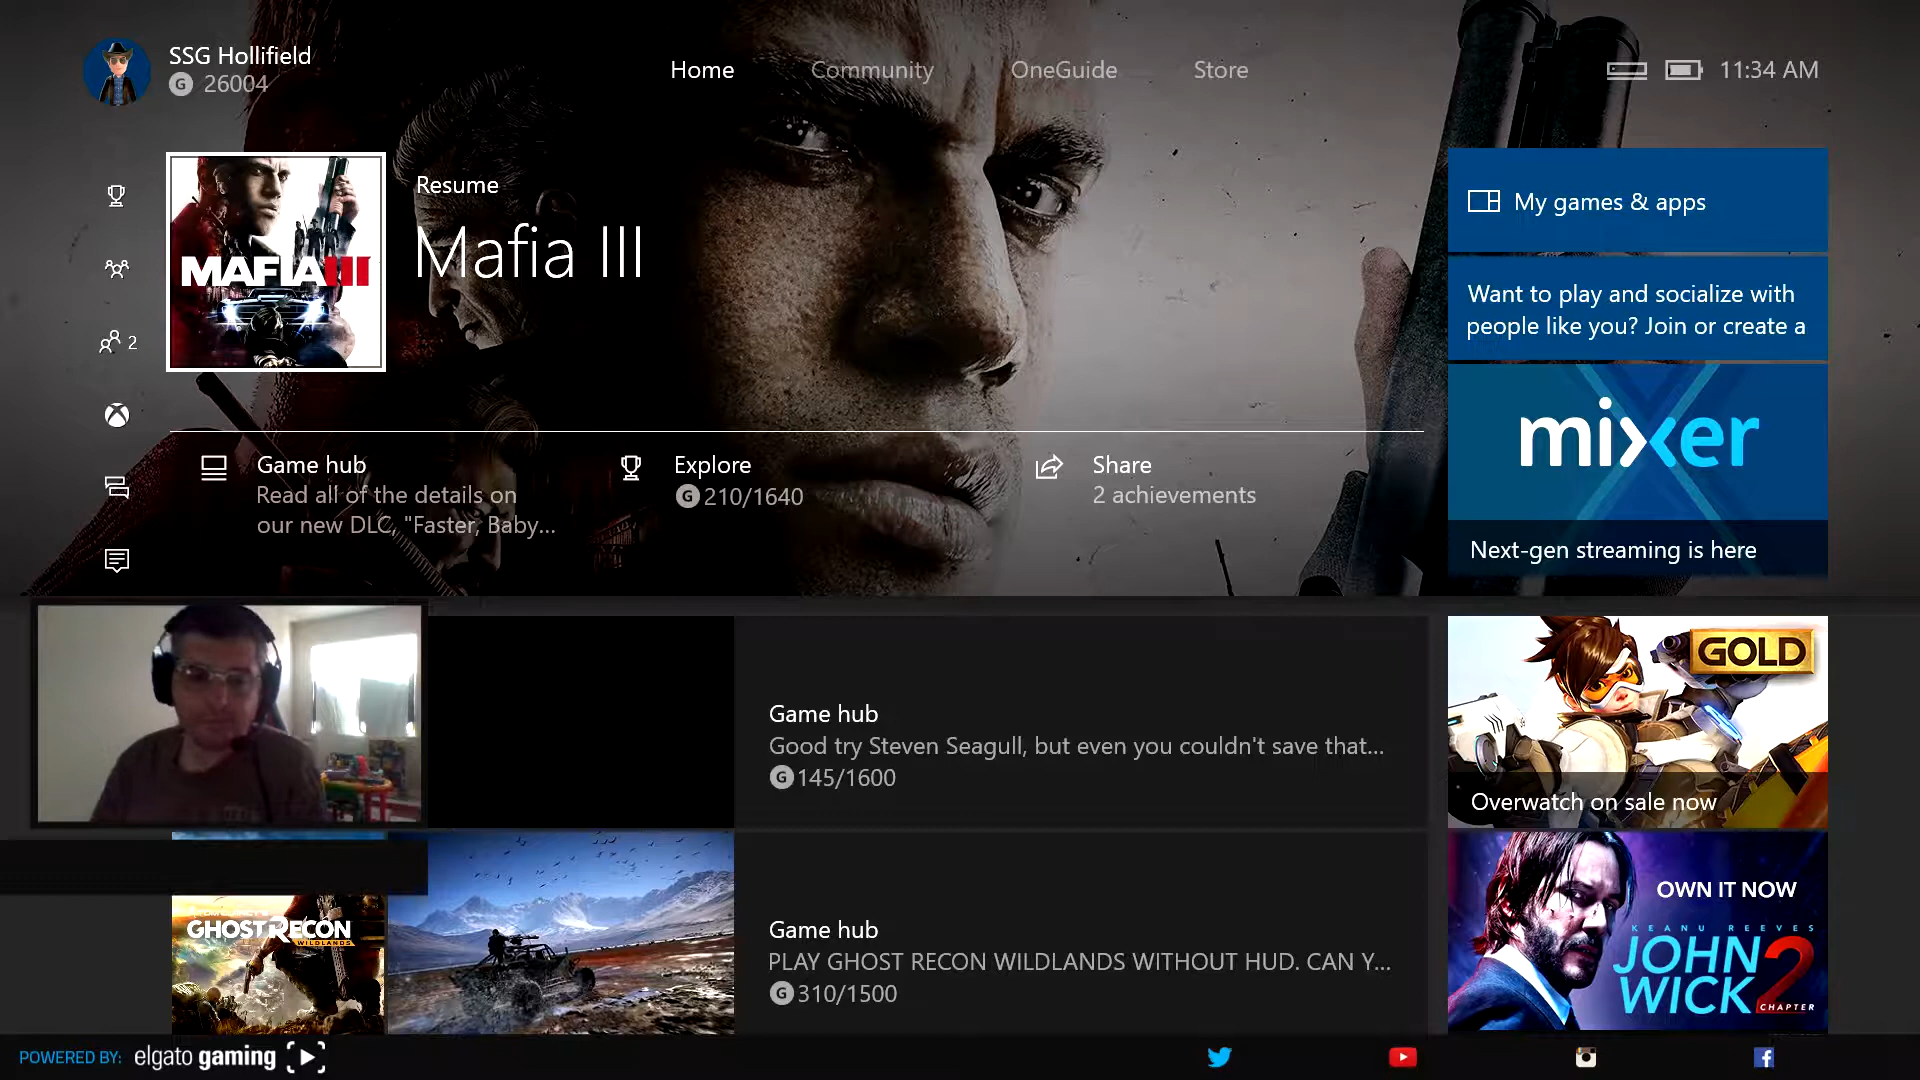 SSG Hollifield
G 26004
Home
Community
OneGuide
Store
11:34 AM
2
MAFIA III
Resume
Mafia III
Game hub
Read all of the details on
our new DLC, "Faster, Baby...
Explore
G 210/1640
Share
2 achievements
My games & apps
Want to play and socialize with
people like you? Join or create a
mixer
Next-gen streaming is here
Game hub
Good try Steven Seagull, but even you couldn't save that...
G 145/1600
GOLD
Overwatch on sale now
GHOST RECON
WILDLANDS
Game hub
PLAY GHOST RECON WILDLANDS WITHOUT HUD. CAN Y...
G 310/1500
OWN IT NOW
KEANU REEVES
JOHN
WICK 2
CHAPTER
POWERED BY: elgato gaming